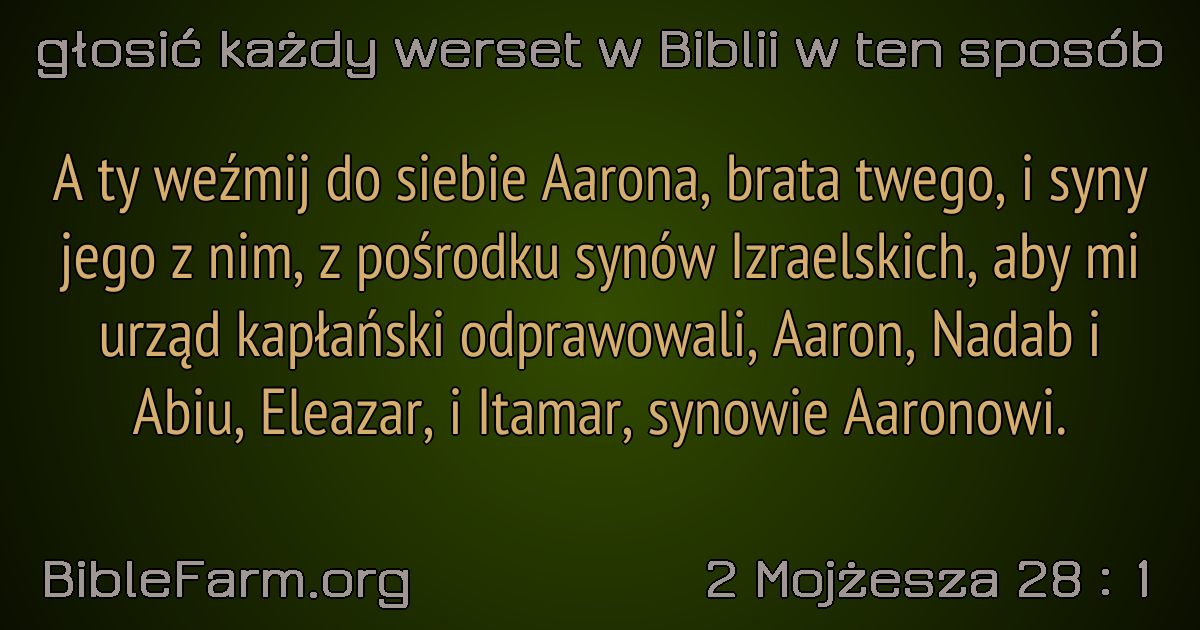 głosić każdy werset w Biblii w ten sposób
A ty weźmij do siebie Aarona, brata twego, i syny
jego z nim, z pośrodku synów Izraelskich, aby mi
urząd kapłański odprawowali, Aaron, Nadab i
Abiu, Eleazar, i Itamar, synowie Aaronowi.
BibleFarm.org
2 Mojżesza 28 : 1